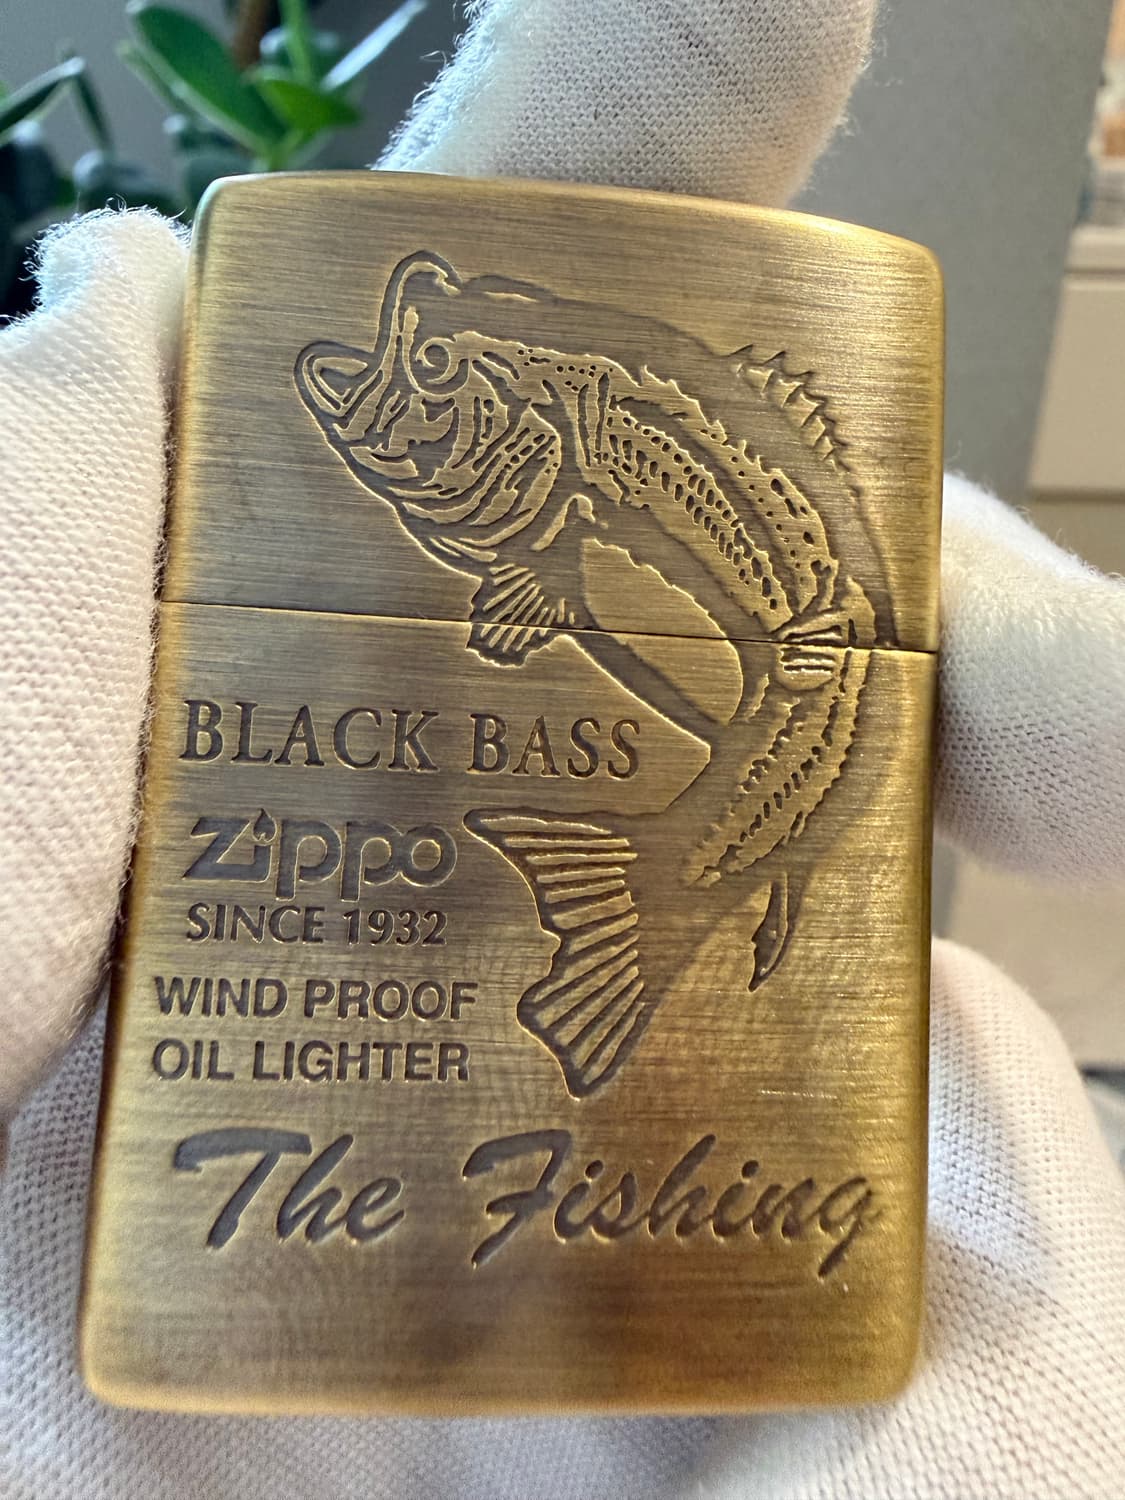 BLACK BASS
Zippo
SINCE 1932
WIND PROOF
OIL LIGHTER
The Fishing